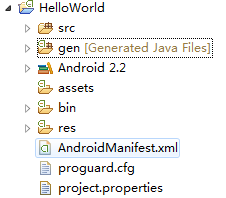 HelloWorld
src
gen [Generated Java Files]
Android 2.2
assets
bin
res
AndroidManifest.xml
proguard.cfg
project.properties